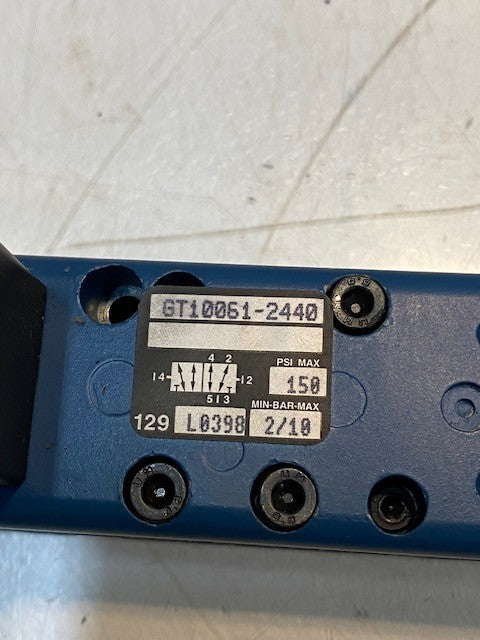 GT10061-2440
4 2
PSI MAX
14 12
150
5 1 3
MIN-BAR-MAX
129 L0398 2/10